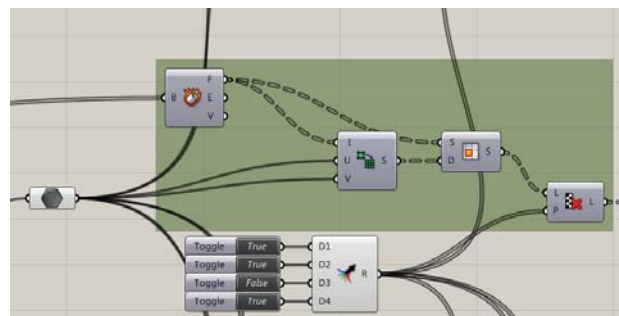 F
B E
V
I
U S
V
S S
D
L L
P
Toggle True D1
Toggle True D2
Toggle False D3 R
Toggle True D4